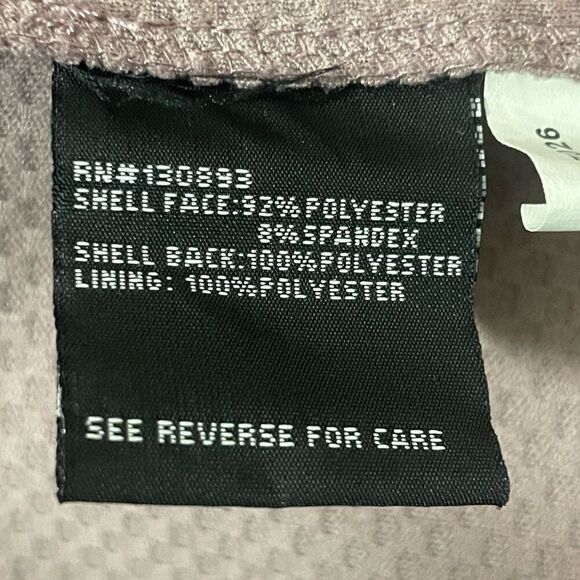 RN#130893
SHELL FACE:92%POLYESTER
8%SPANDEX
SHELL BACK:100%POLYESTER
LINING: 100%POLYESTER
SEE REVERSE FOR CARE